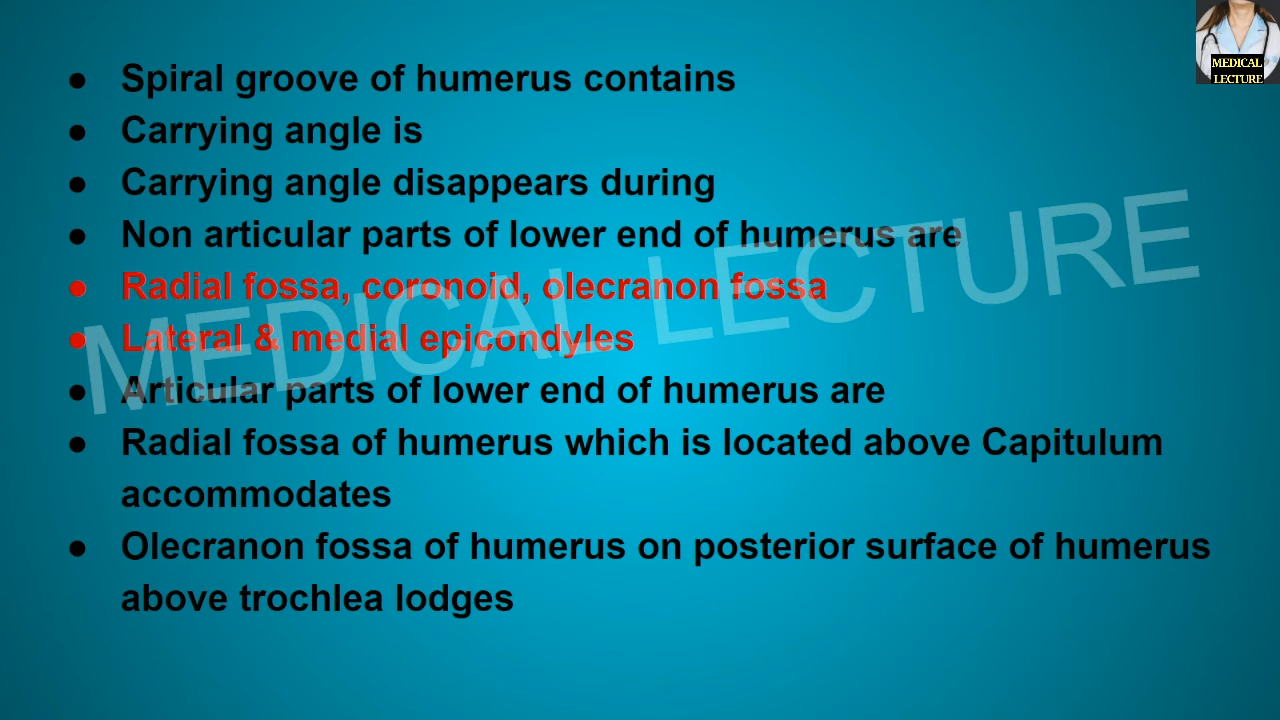 MEDICAL
LECTURE
● Spiral groove of humerus contains
● Carrying angle is
● Carrying angle disappears during
● Non articular parts of lower end of humerus are
● Radial fossa, coronoid, olecranon fossa
● Lateral & medial epicondyles
● Articular parts of lower end of humerus are
● Radial fossa of humerus which is located above Capitulum
accommodates
● Olecranon fossa of humerus on posterior surface of humerus
above trochlea lodges
MEDICAL LECTURE